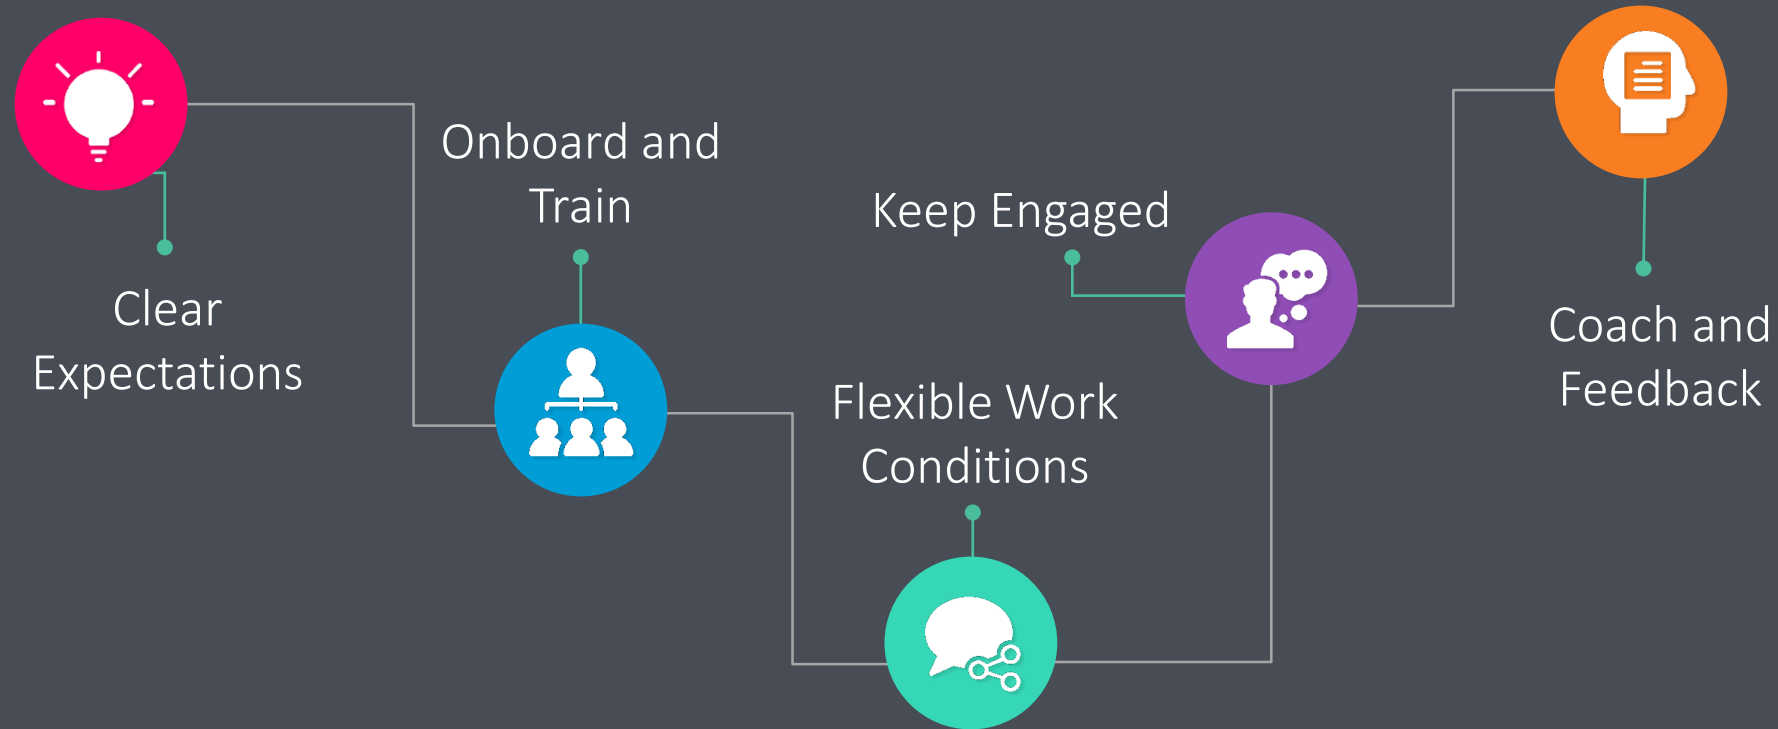 Clear
Expectations
Onboard and
Train
Flexible Work
Conditions
Keep Engaged
Coach and
Feedback